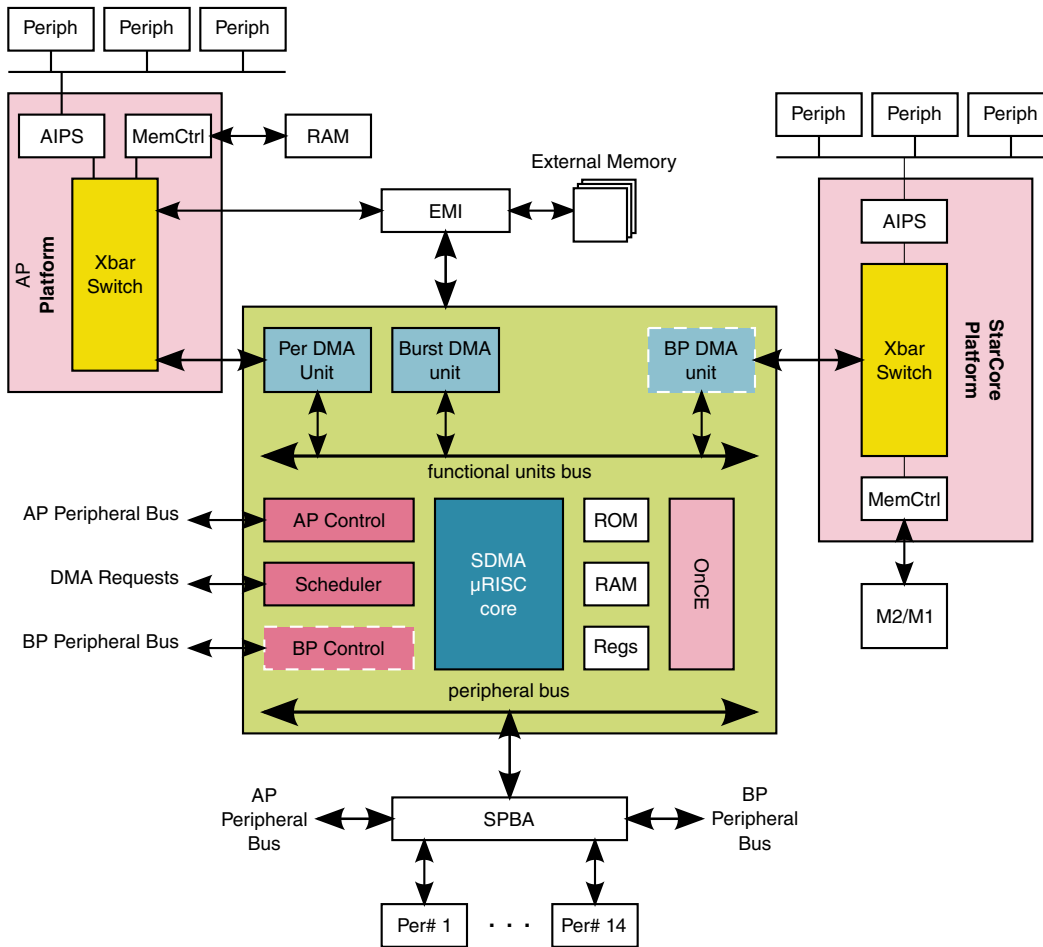 Periph
Periph
Periph
AIPS
MemCtrl
RAM
AP
Platform
Xbar
Switch
EMI
External Memory
Periph
Periph
Periph
AIPS
Xbar
Switch
StarCore
Platform
MemCtrl
M2/M1
Per DMA
Unit
Burst DMA
unit
BP DMA
unit
functional units bus
AP Peripheral Bus
DMA Requests
BP Peripheral Bus
AP Control
Scheduler
BP Control
SDMA
µRISC
core
ROM
RAM
Regs
OnCE
peripheral bus
AP
Peripheral
Bus
SPBA
BP
Peripheral
Bus
Per# 1
. . .
Per# 14